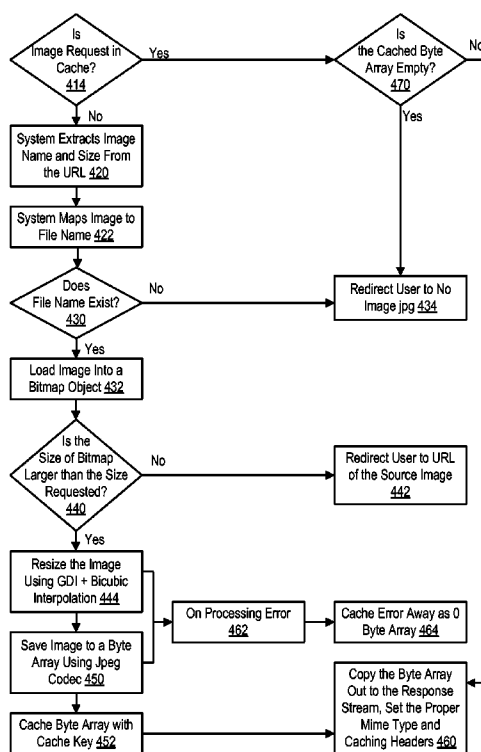 Is
Image Request in
Cache?
414
Yes
Is
the Cached Byte
Array Empty?
470
No
No
Yes
System Extracts Image
Name and Size From
the URL 420
System Maps Image to
File Name 422
Does
File Name Exist?
430
No
Redirect User to No
Image jpg 434
Yes
Load Image Into a
Bitmap Object 432
Is the
Size of Bitmap
Larger than the Size
Requested?
440
No
Redirect User to URL
of the Source Image
442
Yes
Resize the Image
Using GDI + Bicubic
Interpolation 444
On Processing Error
462
Cache Error Away as 0
Byte Array 464
Save Image to a Byte
Array Using Jpeg
Codec 450
Cache Byte Array with
Cache Key 452
Copy the Byte Array
Out to the Response
Stream, Set the Proper
Mime Type and
Caching Headers 460